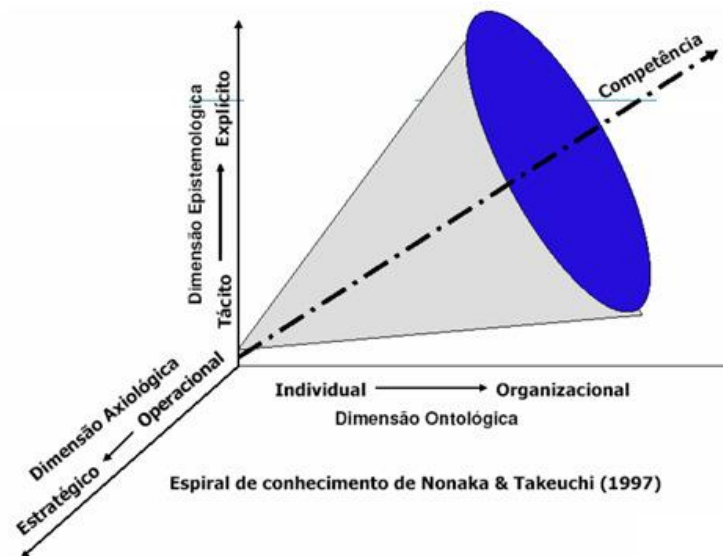 Competência
Dimensão Epistemológica
Tácito
Explícito
Dimensão Axiológica
Operacional
Estratégico
Individual
Organizacional
Dimensão Ontológica
Espiral de conhecimento de Nonaka & Takeuchi (1997)